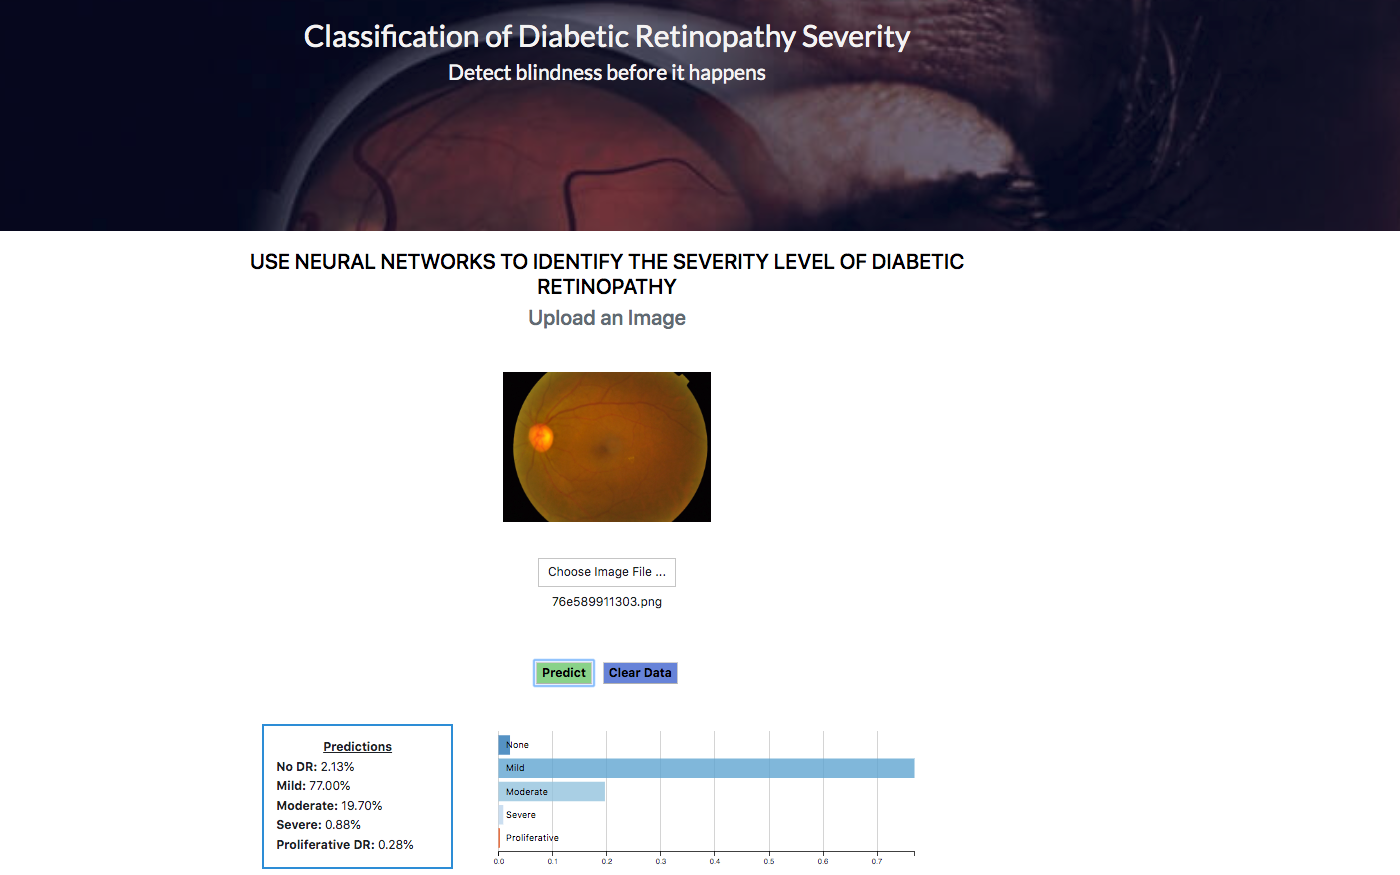 Classification of Diabetic Retinopathy Severity
Detect blindness before it happens
USE NEURAL NETWORKS TO IDENTIFY THE SEVERITY LEVEL OF DIABETIC
RETINOPATHY
Upload an Image
Choose Image File ...
76e589911303.png
Predict Clear Data
Predictions
No DR: 2.13%
Mild: 77.00%
Moderate: 19.70%
Severe: 0.88%
Proliferative DR: 0.28%
None
Mild
Moderate
Severe
Proliferative
0.0 0.1 0.2 0.3 0.4 0.5 0.6 0.7